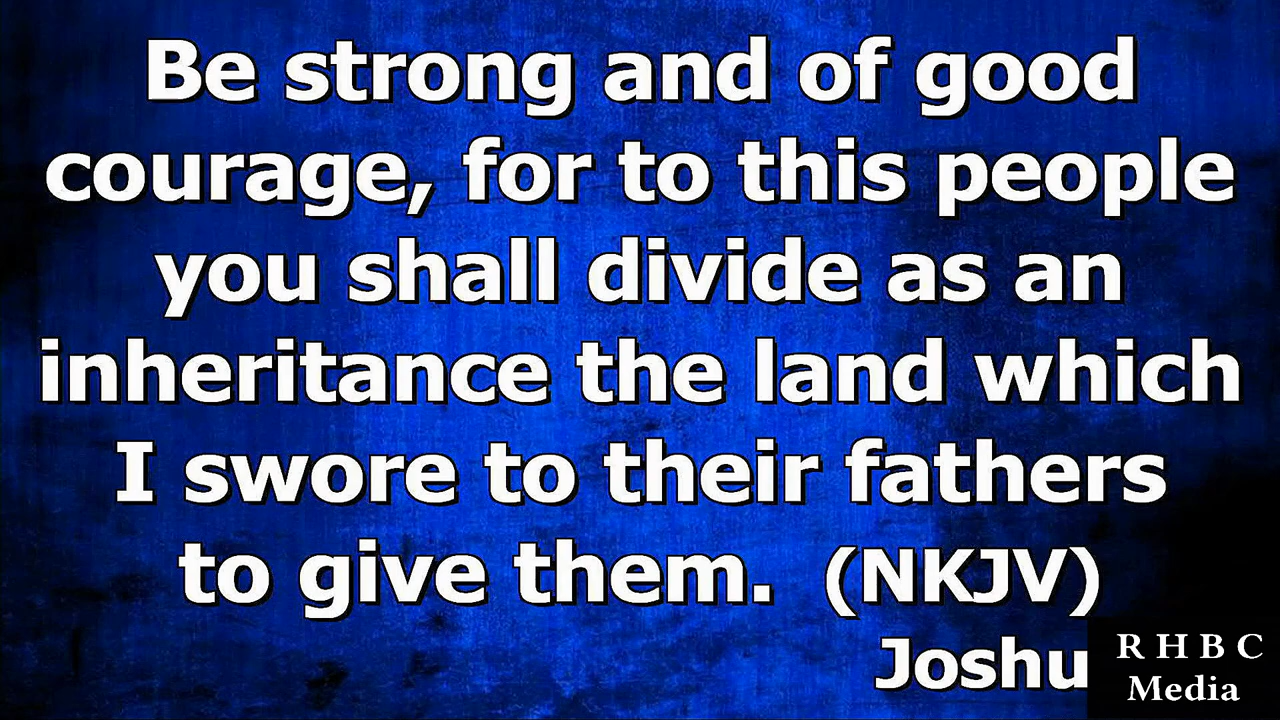 Be strong and of good
courage, for to this people
you shall divide as an
inheritance the land which
I swore to their fathers
to give them. (NKJV)
Joshu
R H B C
Media